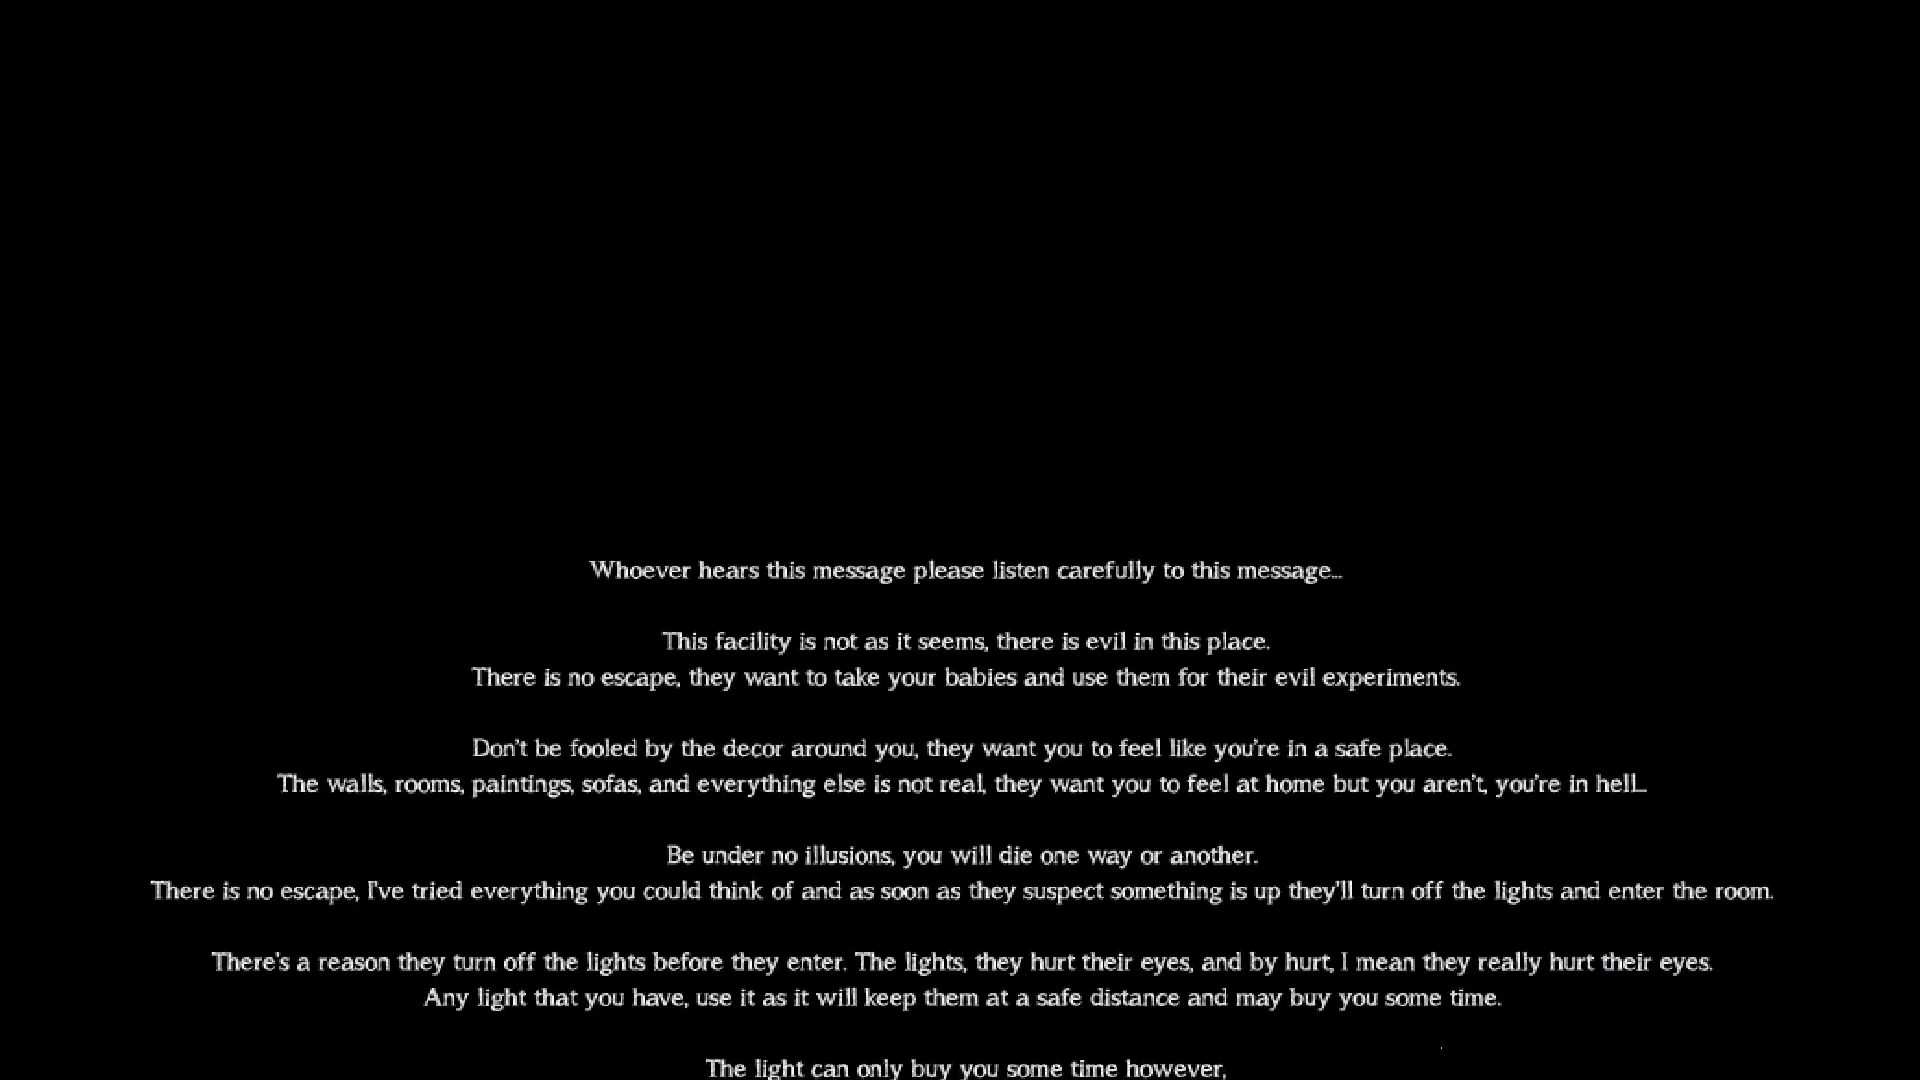 Whoever hears this message please listen carefully to this message...
This facility is not as it seems, there is evil in this place.
There is no escape, they want to take your babies and use them for their evil experiments.
Don't be fooled by the decor around you, they want you to feel like you're in a safe place.
The walls, rooms, paintings, sofas, and everything else is not real, they want you to feel at home but you aren't, you're in hell...
Be under no illusions, you will die one way or another.
There is no escape, I've tried everything you could think of and as soon as they suspect something is up they'll turn off the lights and enter the room.
There's a reason they turn off the lights before they enter. The lights, they hurt their eyes, and by hurt, I mean they really hurt their eyes.
Any light that you have, use it as it will keep them at a safe distance and may buy you some time.
The light can only buy you some time however,